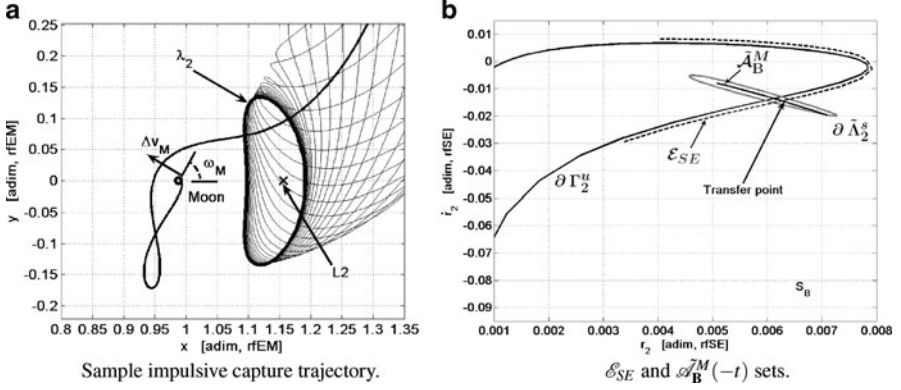 a
0.25
0.2
0.15
0.1
0.05
0
-0.05
-0.1
-0.15
-0.2
y [adim, rfEM]
λ₂
Δv_M
ω_M
Moon
L2
0.8 0.85 0.9 0.95 1 1.05 1.1 1.15 1.2 1.25 1.3 1.35
x [adim, rfEM]
Sample impulsive capture trajectory.
b
0.01
0
-0.01
-0.02
-0.03
-0.04
-0.05
-0.06
-0.07
-0.08
-0.09
ṙ₂ [adim, rfSE]
Ã_B^M
∂ Λ̃₂ˢ
ℰ_SE
∂ Γ₂ᵘ
Transfer point
S_B
0.001 0.002 0.003 0.004 0.005 0.006 0.007 0.008
r₂ [adim, rfSE]
ℰ_SE and Ã_B^M(−t) sets.